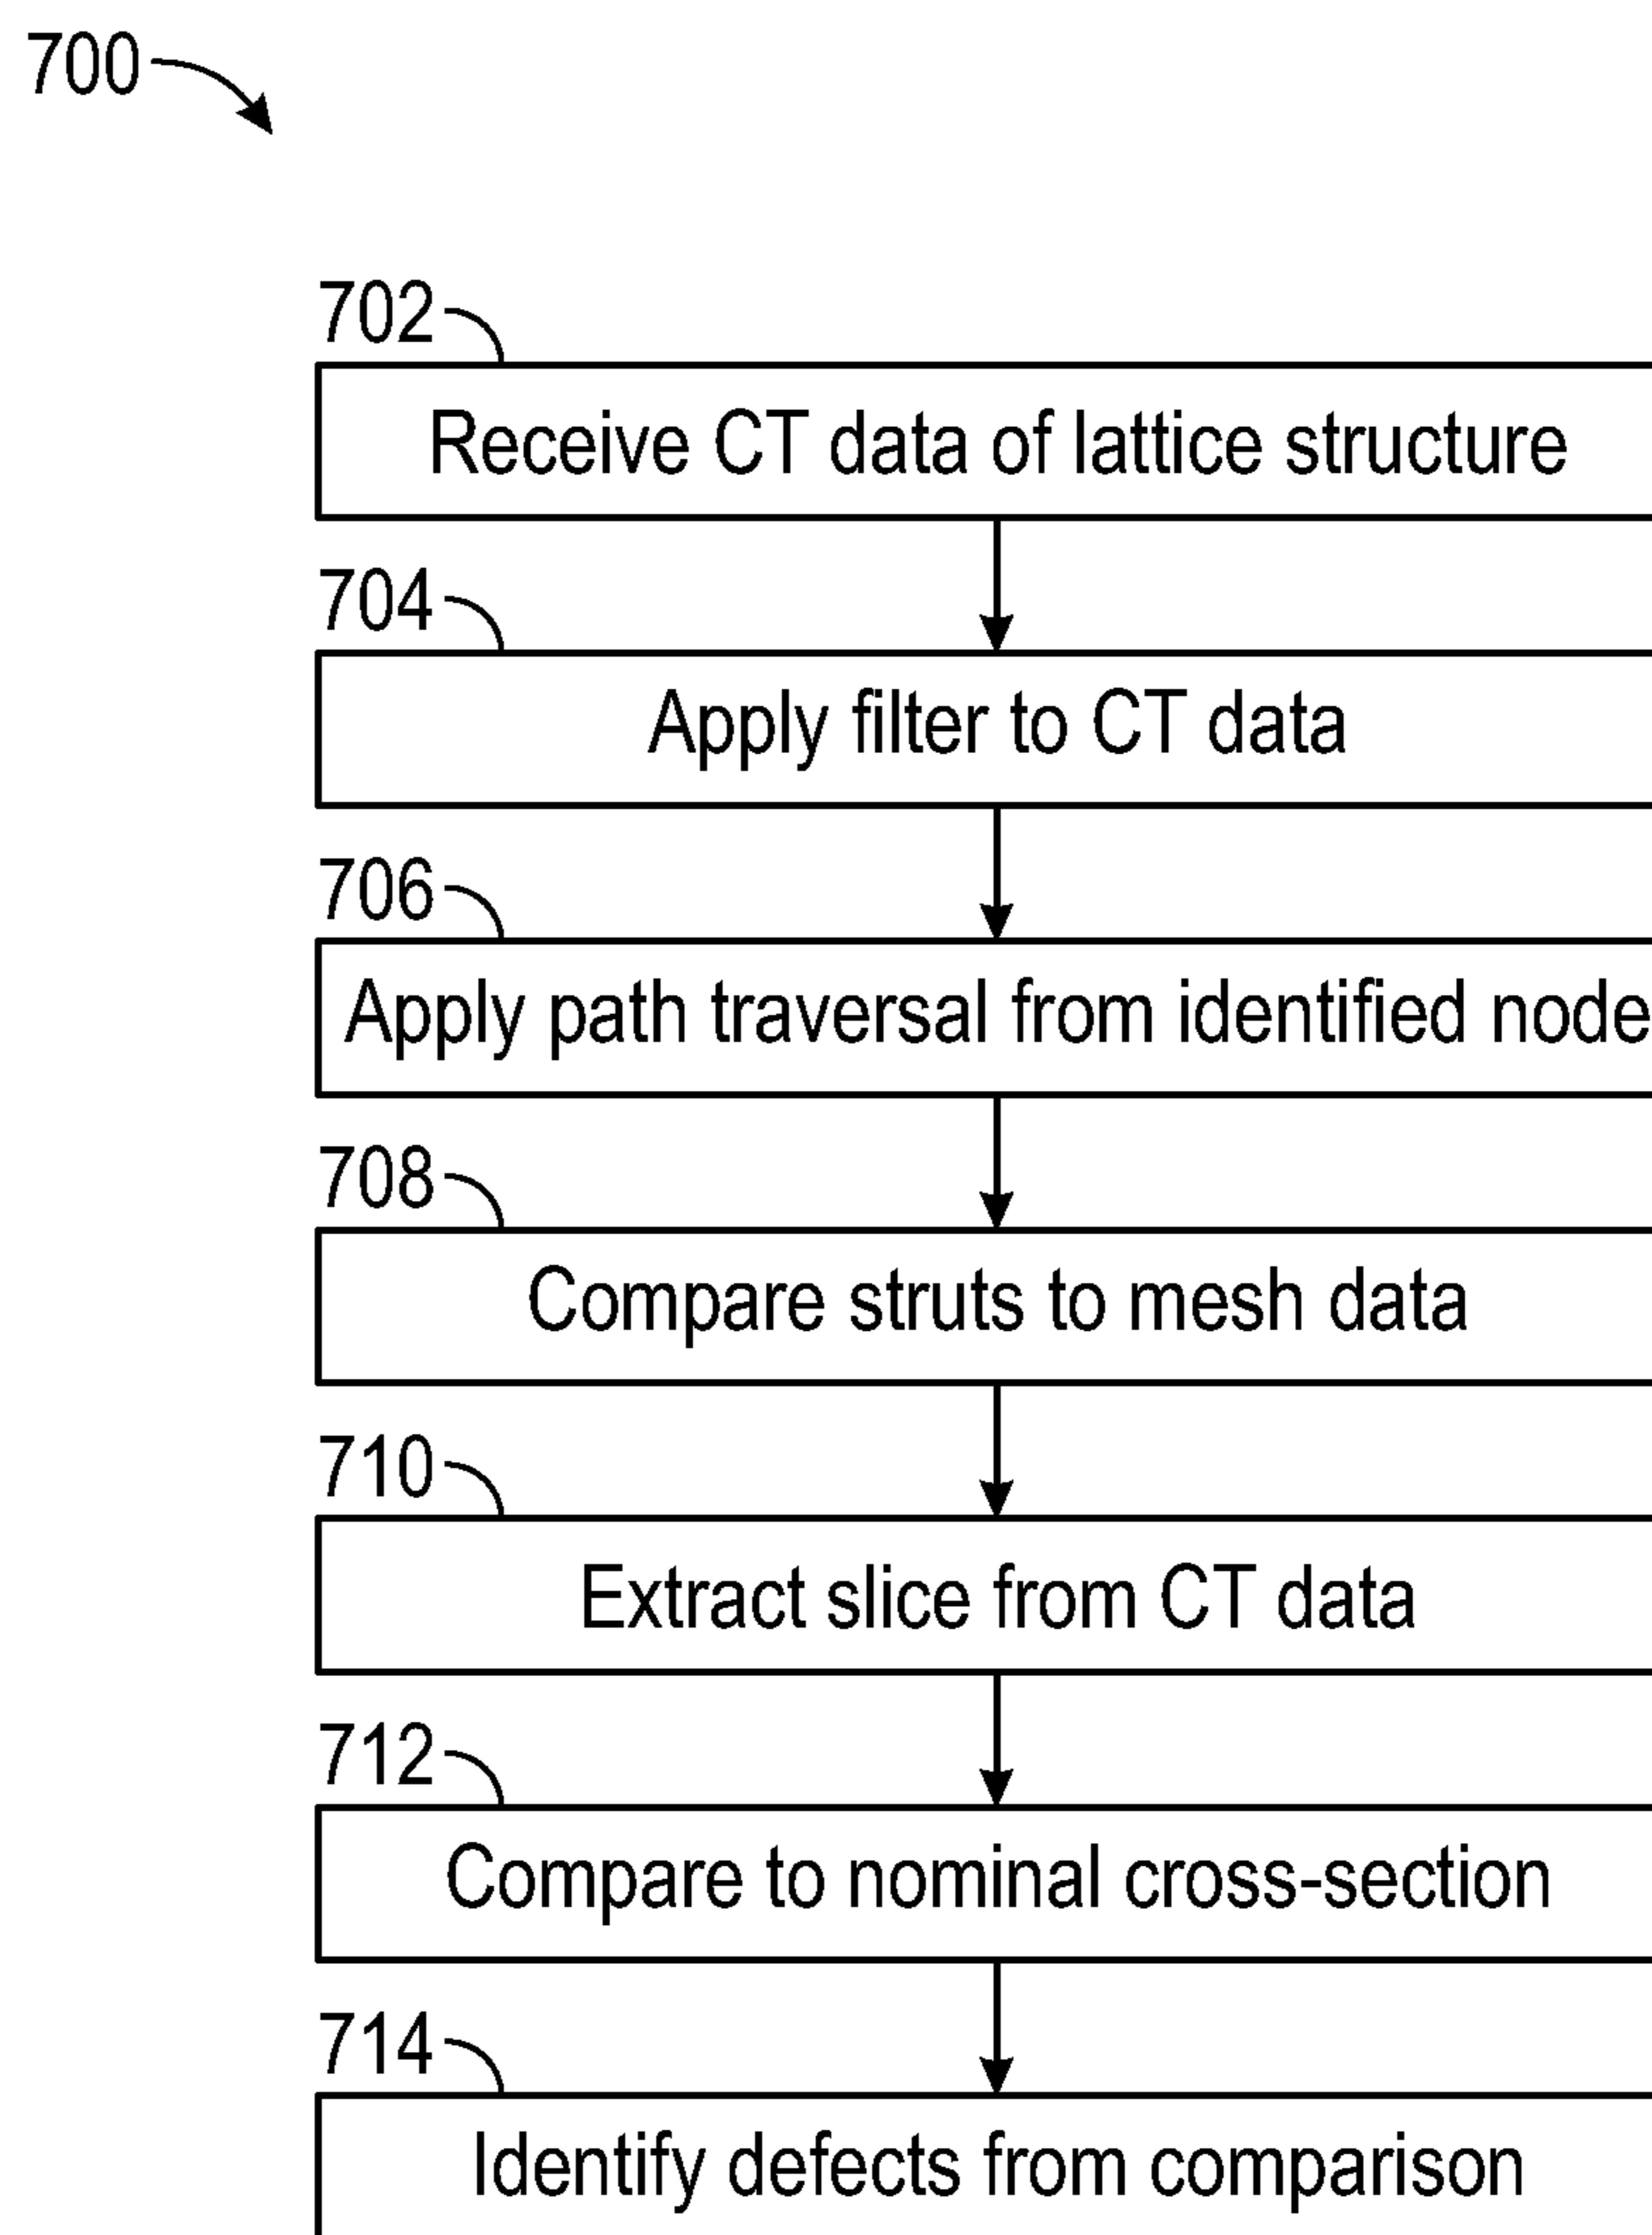 700
702
Receive CT data of lattice structure
704
Apply filter to CT data
706
Apply path traversal from identified node
708
Compare struts to mesh data
710
Extract slice from CT data
712
Compare to nominal cross-section
714
Identify defects from comparison